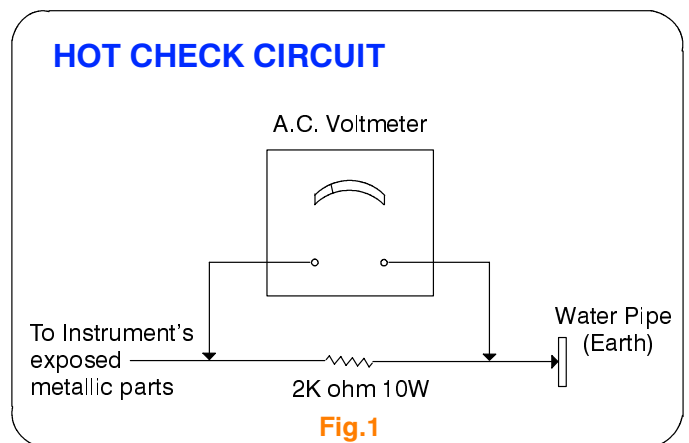 HOT CHECK CIRCUIT
A.C. Voltmeter
Water Pipe
(Earth)
To Instrument's
exposed
metallic parts
2K ohm 10W
Fig.1